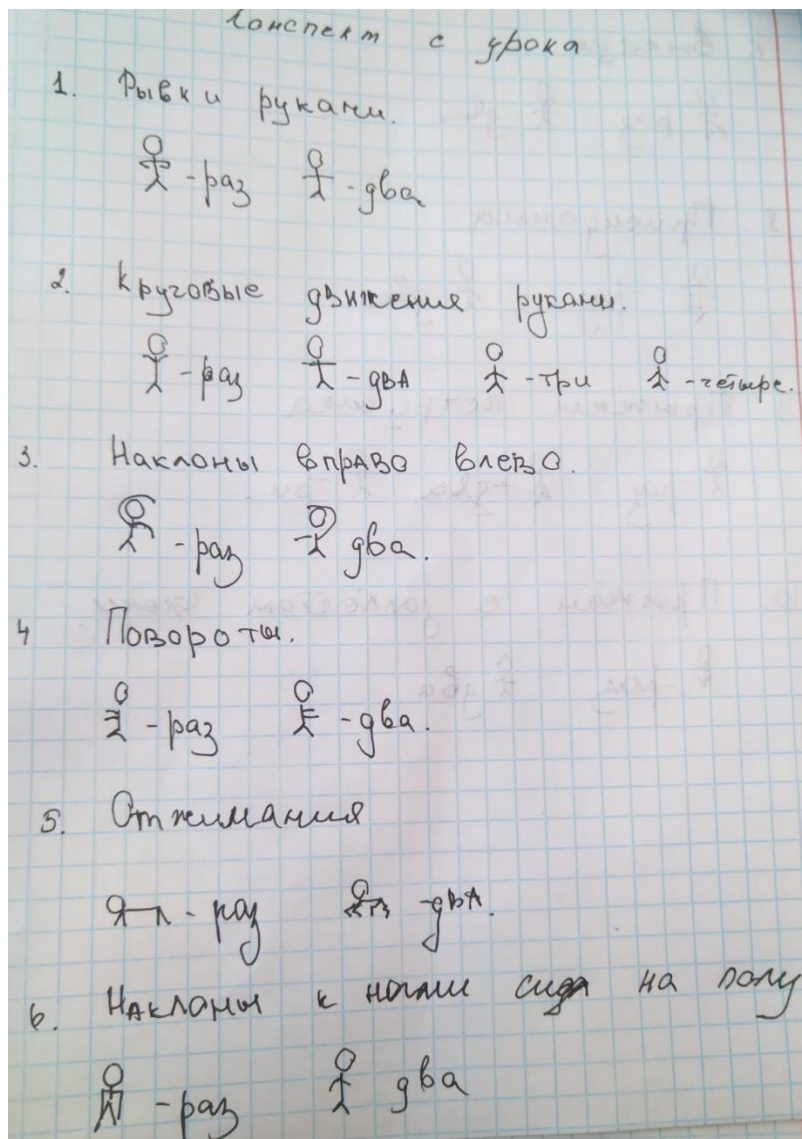 Конспект с урока
1. Рывки руками.
-раз -два
2. Круговые движения руками.
-раз -двА -три -четыре.
3. Наклоны вправо влево.
-раз два.
4 Повороты.
-раз -два.
5. Отжимания
-раз -двА.
6. Наклоны к ногам сидя на полу
-раз два